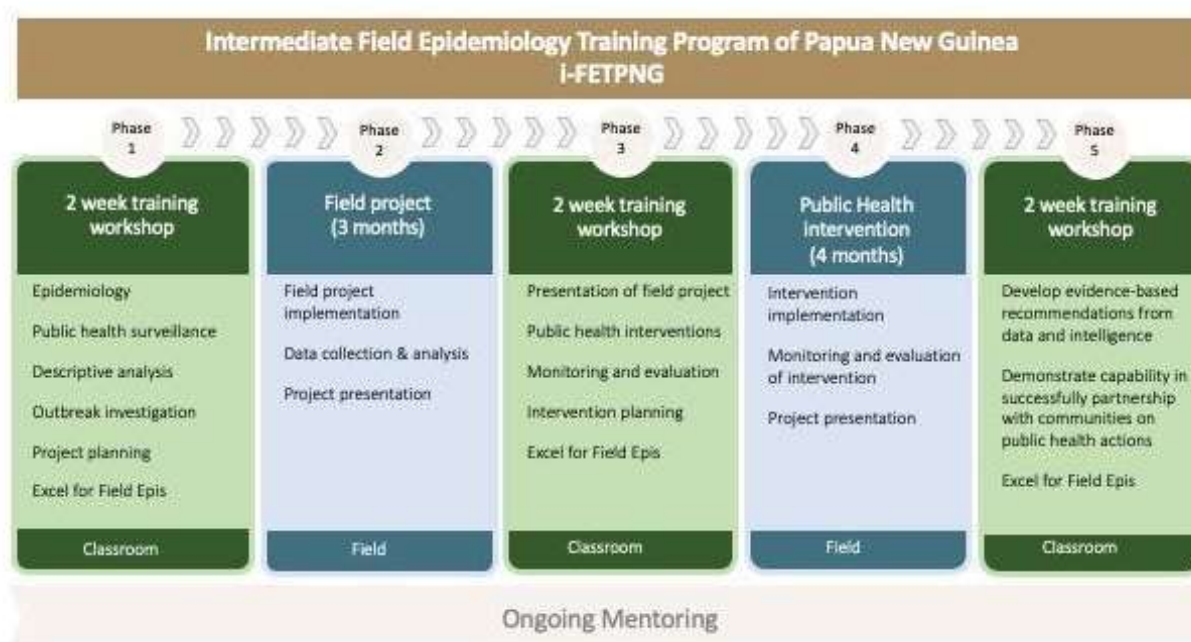 Intermediate Field Epidemiology Training Program of Papua New Guinea
i-FETPNG
Phase
1
Phase
2
Phase
3
Phase
4
Phase
5
2 week training
workshop
Epidemiology
Public health surveillance
Descriptive analysis
Outbreak investigation
Project planning
Excel for Field Epis
Classroom
Field project
(3 months)
Field project
implementation
Data collection & analysis
Project presentation
Field
2 week training
workshop
Presentation of field project
Public health interventions
Monitoring and evaluation
Intervention planning
Excel for Field Epis
Classroom
Public Health
intervention
(4 months)
Intervention
implementation
Monitoring and evaluation
of intervention
Project presentation
Field
2 week training
workshop
Develop evidence-based
recommendations from
data and intelligence
Demonstrate capability in
successfully partnership
with communities on
public health actions
Excel for Field Epis
Classroom
Ongoing Mentoring